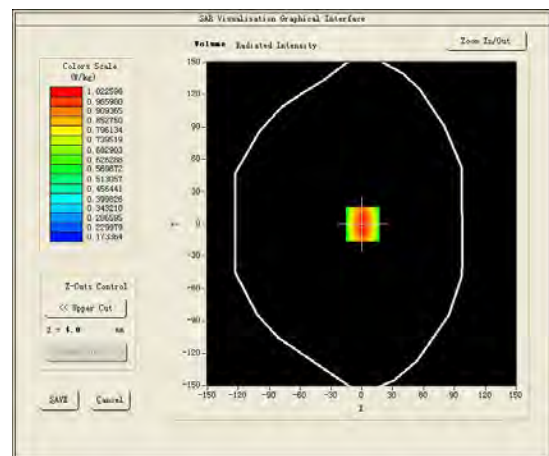 SAR Visualisation Graphical Interface
Volume Radiated Intensity
Zoom In/Out
Colors Scale
(W/kg)
1.022596
0.965980
0.909365
0.852750
0.796134
0.739519
0.682903
0.626288
0.569672
0.513057
0.456441
0.399826
0.343210
0.286595
0.229979
0.173364
150
120
90
60
30
0
-30
-60
-90
-120
-150
Y
-150 -120 -90 -60 -30 0 30 60 90 120 150
X
Z-Cuts Control
<< Upper Cut
Z = 4.0 mm
SAVE Cancel